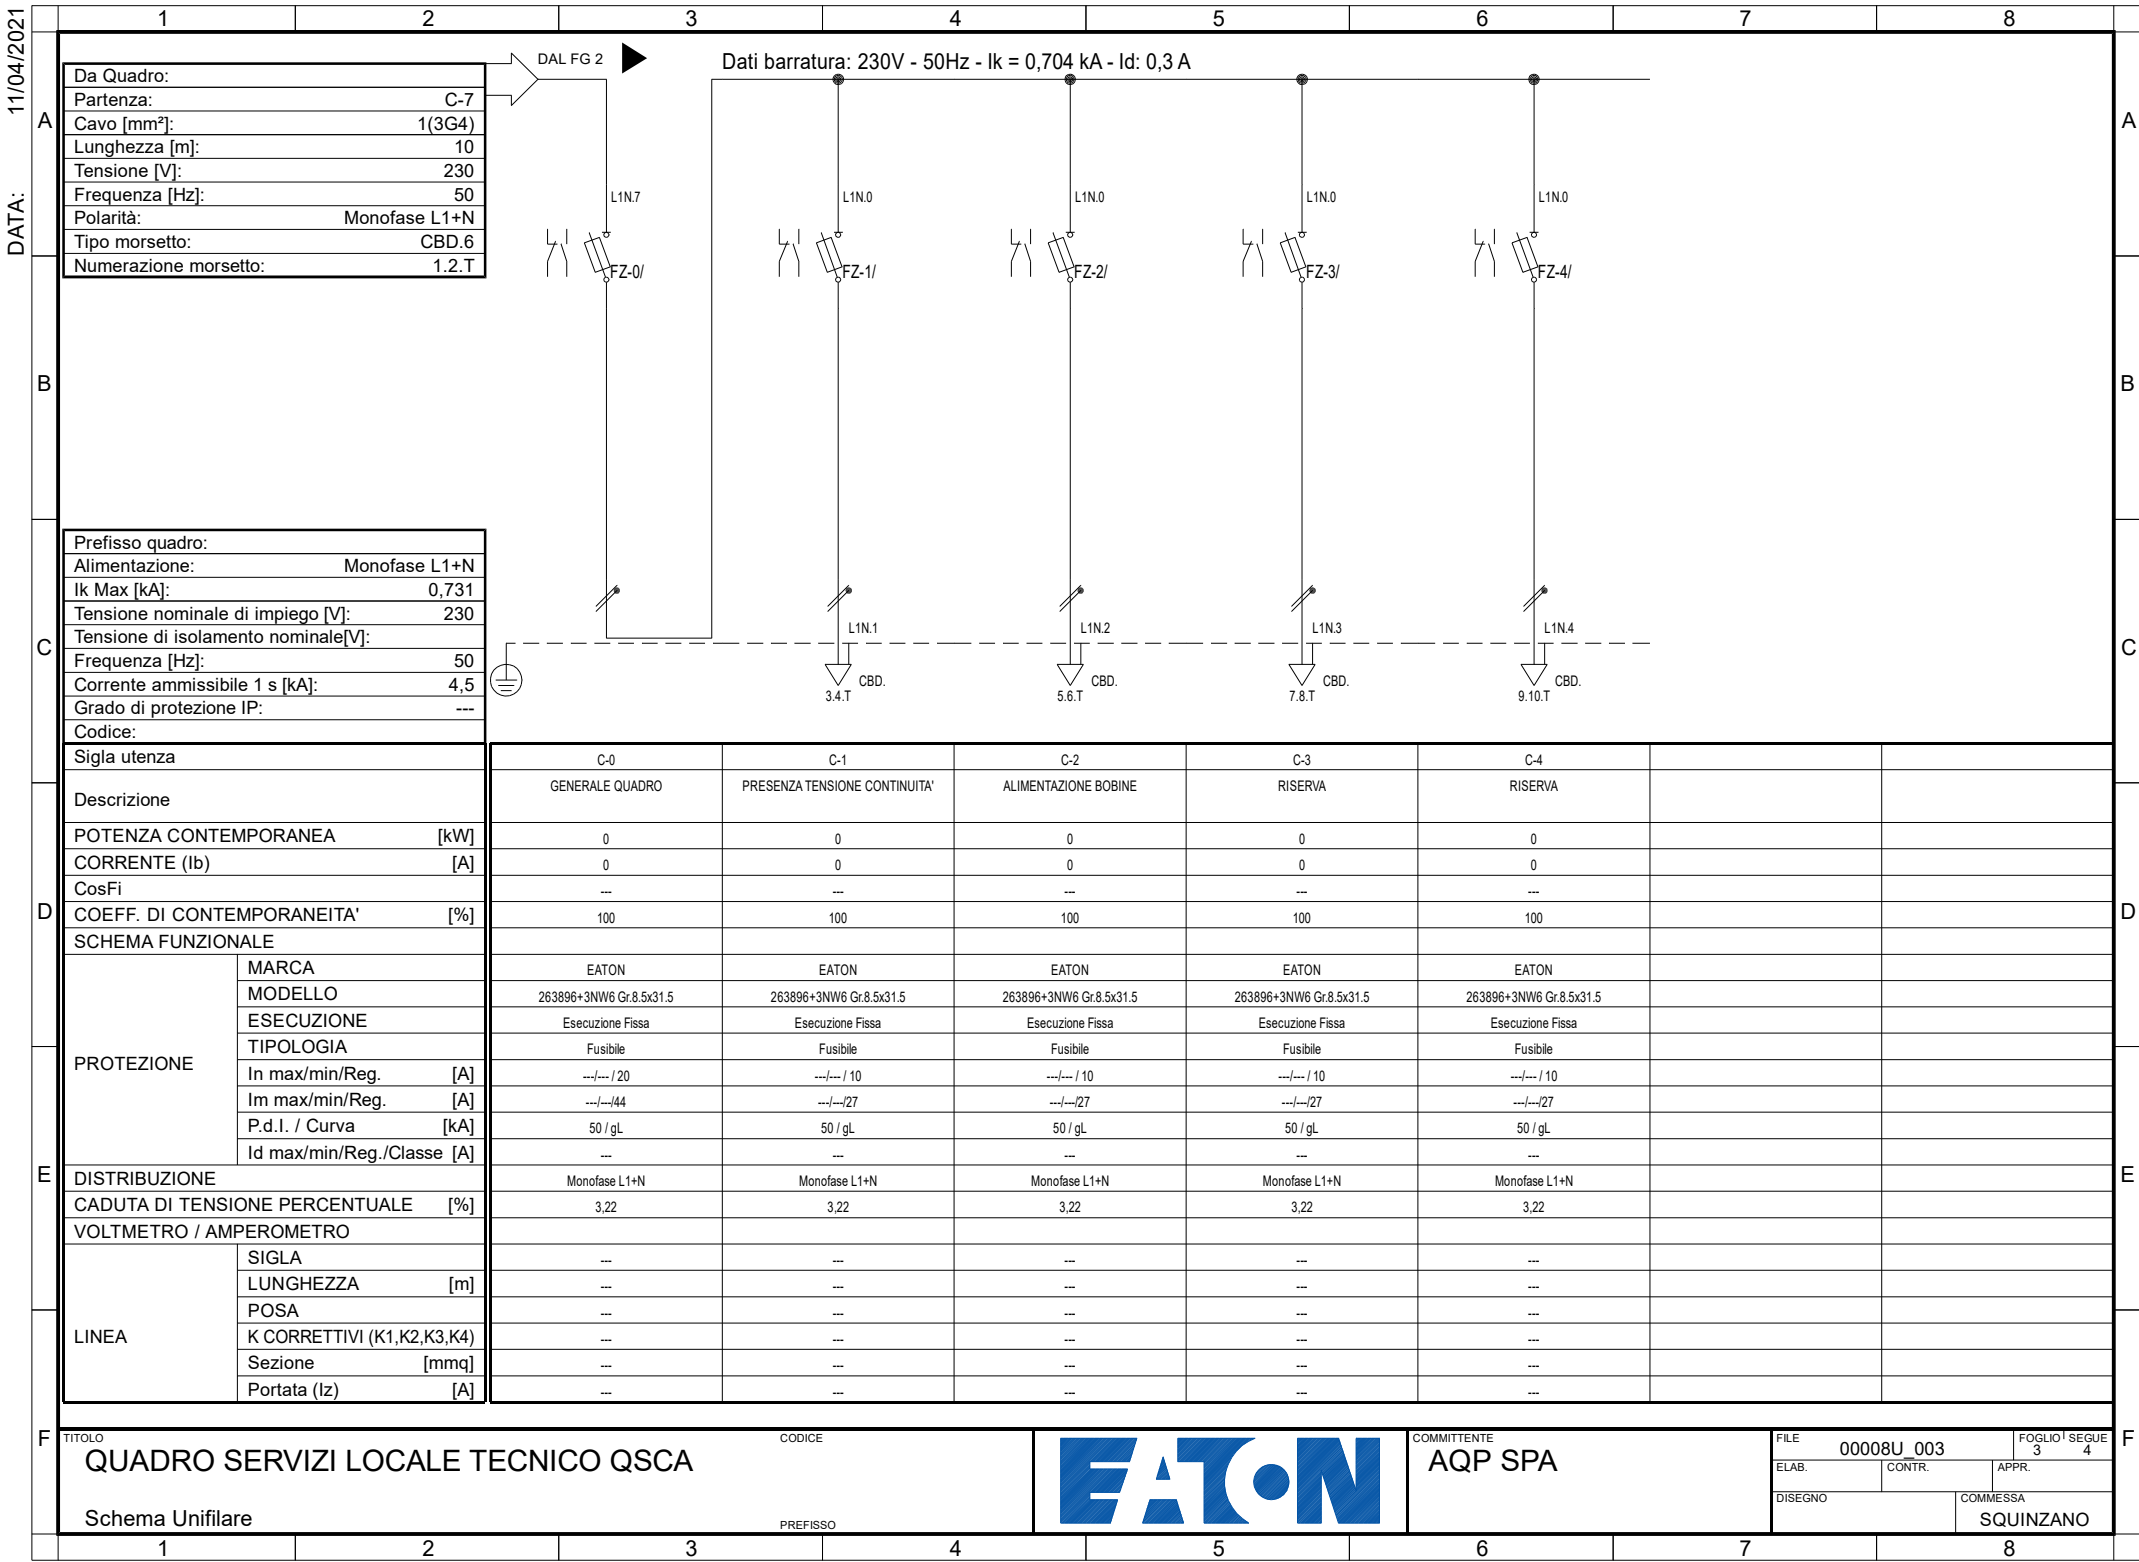 1 2 3 4 5 6 7 8
DATA: 11/04/2021
A A
B B
C C
D D
E E
F F
DAL FG 2
Dati barratura: 230V - 50Hz - Ik = 0,704 kA - Id: 0,3 A
Da Quadro:
Partenza: C-7
Cavo [mm²]: 1(3G4)
Lunghezza [m]: 10
Tensione [V]: 230
Frequenza [Hz]: 50
Polarità: Monofase L1+N
Tipo morsetto: CBD.6
Numerazione morsetto: 1.2.T
L1N.7 L1N.0 L1N.0 L1N.0 L1N.0
FZ-0/ FZ-1/ FZ-2/ FZ-3/ FZ-4/
Prefisso quadro:
Alimentazione: Monofase L1+N
Ik Max [kA]: 0,731
Tensione nominale di impiego [V]: 230
Tensione di isolamento nominale[V]:
Frequenza [Hz]: 50
Corrente ammissibile 1 s [kA]: 4,5
Grado di protezione IP: ---
Codice:
L1N.1 L1N.2 L1N.3 L1N.4
CBD. CBD. CBD. CBD.
3.4.T 5.6.T 7.8.T 9.10.T
Sigla utenza C-0 C-1 C-2 C-3 C-4
Descrizione GENERALE QUADRO PRESENZA TENSIONE CONTINUITA' ALIMENTAZIONE BOBINE RISERVA RISERVA
POTENZA CONTEMPORANEA [kW] 0 0 0 0 0
CORRENTE (Ib) [A] 0 0 0 0 0
CosFi --- --- --- --- ---
COEFF. DI CONTEMPORANEITA' [%] 100 100 100 100 100
SCHEMA FUNZIONALE
PROTEZIONE
MARCA EATON EATON EATON EATON EATON
MODELLO 263896+3NW6 Gr.8.5x31.5 263896+3NW6 Gr.8.5x31.5 263896+3NW6 Gr.8.5x31.5 263896+3NW6 Gr.8.5x31.5 263896+3NW6 Gr.8.5x31.5
ESECUZIONE Esecuzione Fissa Esecuzione Fissa Esecuzione Fissa Esecuzione Fissa Esecuzione Fissa
TIPOLOGIA Fusibile Fusibile Fusibile Fusibile Fusibile
In max/min/Reg. [A] ---/--- / 20 ---/--- / 10 ---/--- / 10 ---/--- / 10 ---/--- / 10
Im max/min/Reg. [A] ---/---/44 ---/---/27 ---/---/27 ---/---/27 ---/---/27
P.d.I. / Curva [kA] 50 / gL 50 / gL 50 / gL 50 / gL 50 / gL
Id max/min/Reg./Classe [A] --- --- --- --- ---
DISTRIBUZIONE Monofase L1+N Monofase L1+N Monofase L1+N Monofase L1+N Monofase L1+N
CADUTA DI TENSIONE PERCENTUALE [%] 3,22 3,22 3,22 3,22 3,22
VOLTMETRO / AMPEROMETRO
LINEA
SIGLA --- --- --- --- ---
LUNGHEZZA [m] --- --- --- --- ---
POSA --- --- --- --- ---
K CORRETTIVI (K1,K2,K3,K4) --- --- --- --- ---
Sezione [mmq] --- --- --- --- ---
Portata (Iz) [A] --- --- --- --- ---
TITOLO
QUADRO SERVIZI LOCALE TECNICO QSCA
Schema Unifilare
CODICE
PREFISSO
EATON
COMMITTENTE
AQP SPA
FILE
00008U_003
FOGLIO SEGUE
3 4
ELAB. CONTR. APPR.
DISEGNO
COMMESSA
SQUINZANO
1 2 3 4 5 6 7 8